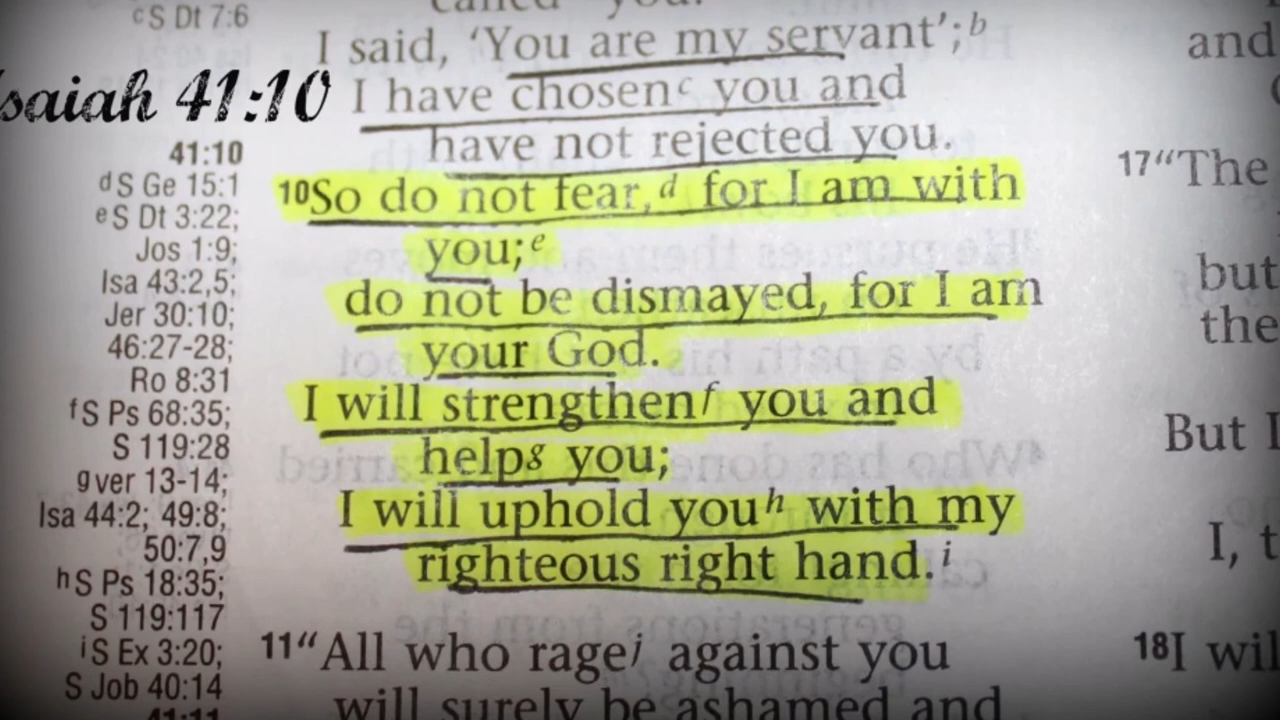 c S Dt 7:6
41:10
d S Ge 15:1
e S Dt 3:22;
Jos 1:9;
Isa 43:2,5;
Jer 30:10;
46:27-28;
Ro 8:31
f S Ps 68:35;
S 119:28
g ver 13-14;
Isa 44:2; 49:8;
50:7,9
h S Ps 18:35;
S 119:117
i S Ex 3:20;
S Job 40:14
41:11
saiah 41:10
called you.
I said, ‘You are my servant’;b
I have chosenc you and
have not rejected you.
10So do not fear,d for I am with
you;e
do not be dismayed, for I am
your God.
I will strengthenf you and
helpg you;
I will uphold youh with my
righteous right hand.i
11“All who ragej against you
will surely be ashamed and
and
17“The
but
the
But I
I, t
18I wil